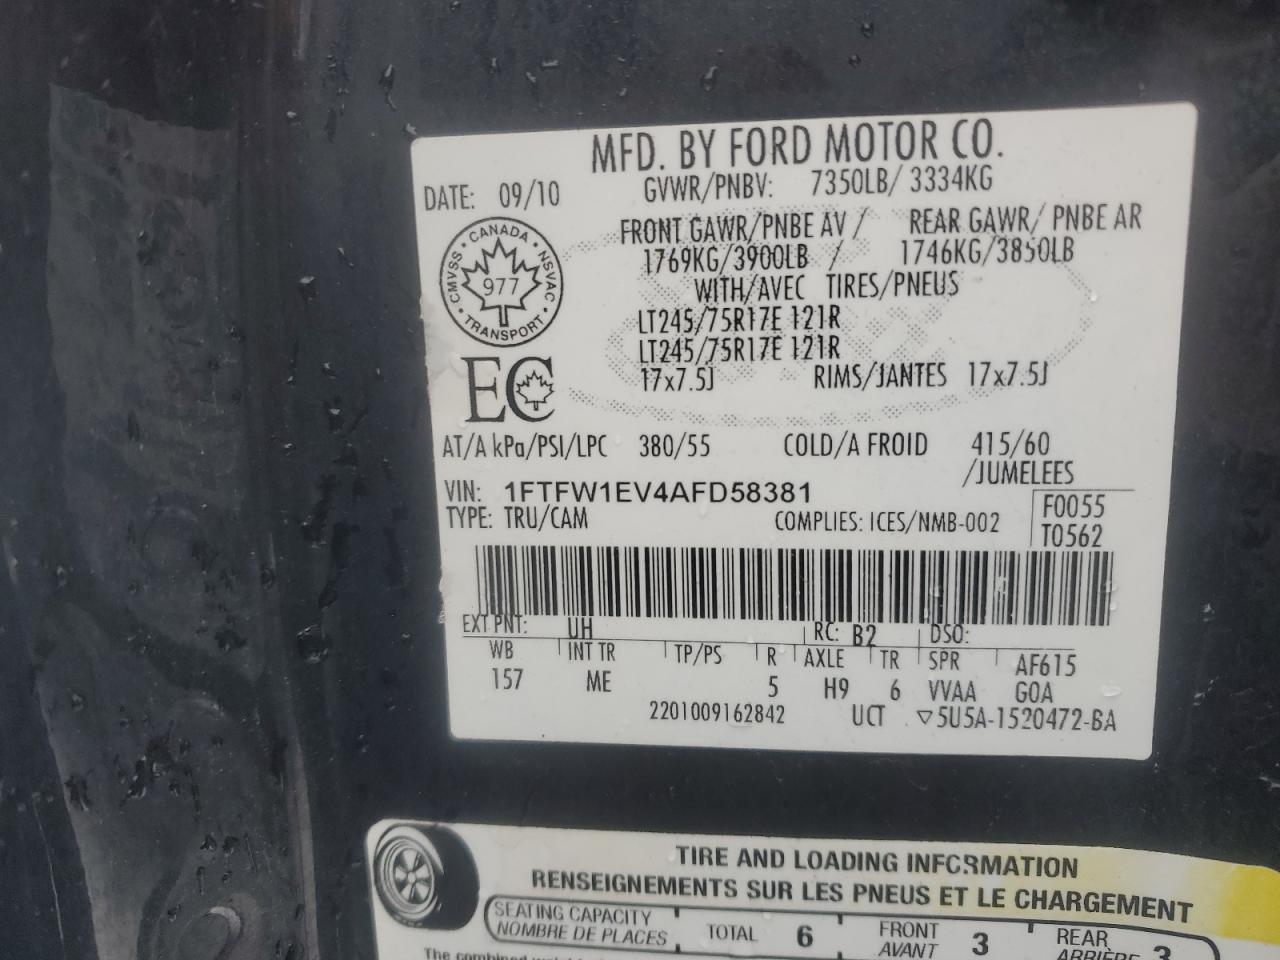 MFD. BY FORD MOTOR CO.
DATE: 09/10
GVWR/PNBV: 7350LB/ 3334KG
FRONT GAWR/PNBE AV / REAR GAWR/ PNBE AR
1769KG/3900LB / 1746KG/3850LB
WITH/AVEC TIRES/PNEUS
LT245/75R17E 121R
LT245/75R17E 121R
17x7.5J RIMS/JANTES 17x7.5J
CANADA
CMVSS · NSVAC
977
TRANSPORT
EC
AT/A kPa/PSI/LPC 380/55 COLD/A FROID 415/60
/JUMELEES
VIN: 1FTFW1EV4AFD58381
F0055
TYPE: TRU/CAM COMPLIES: ICES/NMB-002
T0562
EXT PNT: UH RC: B2 DSO:
WB INT TR TP/PS R AXLE TR SPR AF615
157 ME 5 H9 6 VVAA GOA
2201009162842 UCT ▽5U5A-1520472-BA
TIRE AND LOADING INFORMATION
RENSEIGNEMENTS SUR LES PNEUS ET LE CHARGEMENT
SEATING CAPACITY
NOMBRE DE PLACES
TOTAL 6
FRONT
AVANT
3
REAR
ARRIÈRE
3
The combined